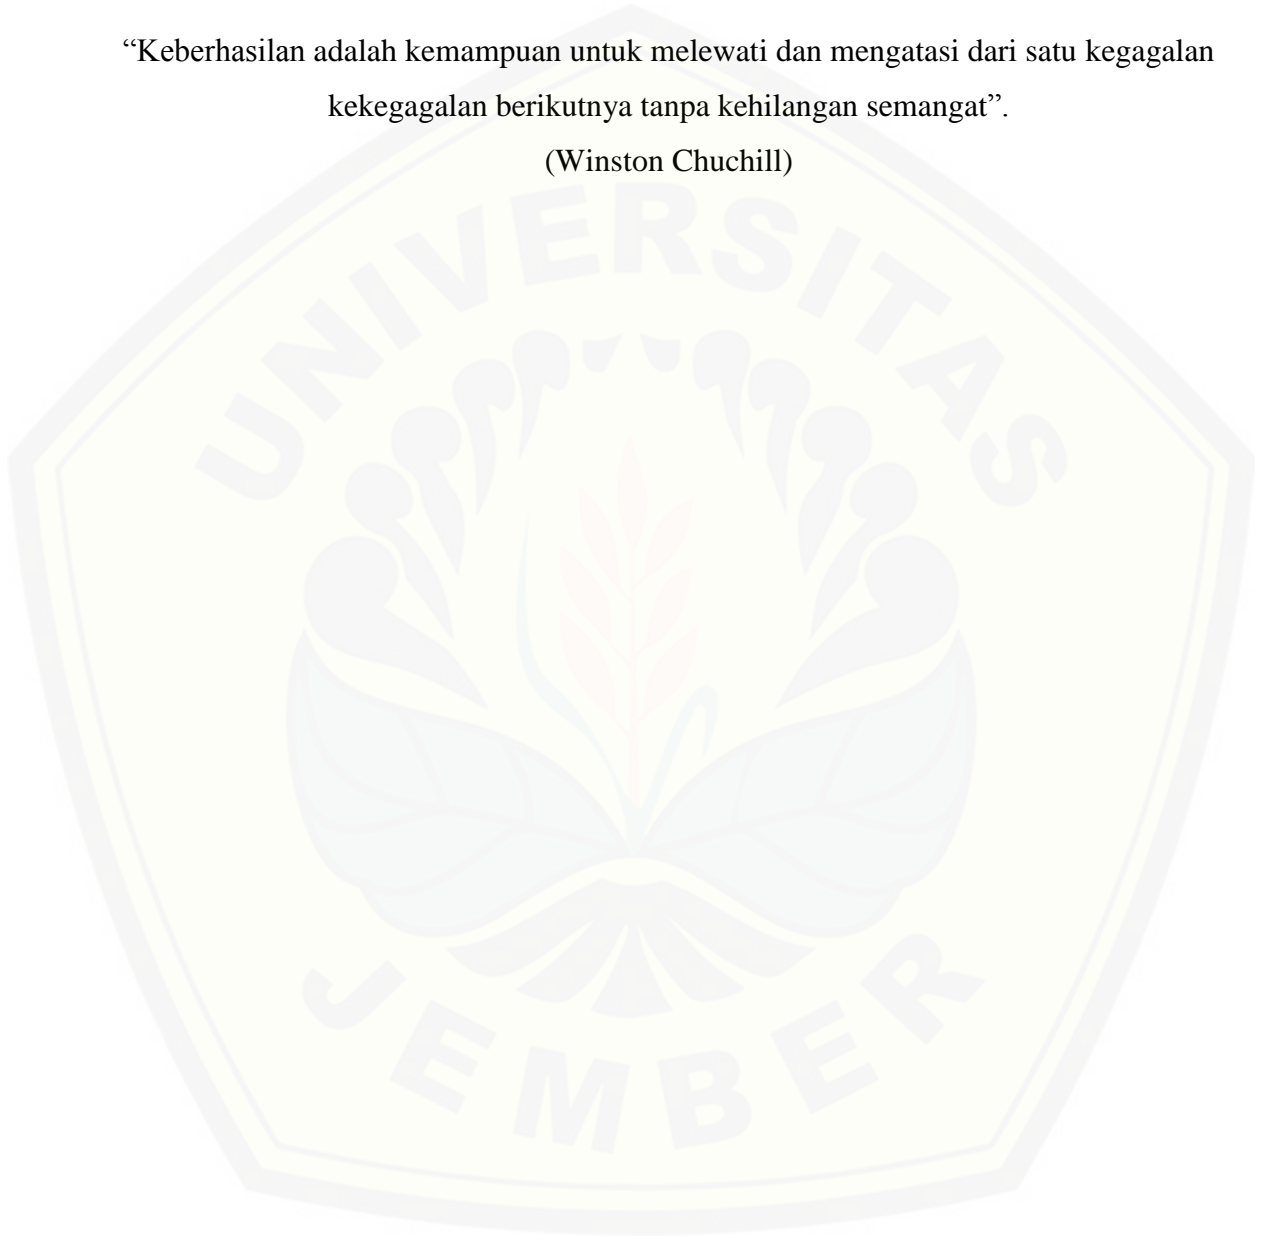 “Keberhasilan adalah kemampuan untuk melewati dan mengatasi dari satu kegagalan
kekegagalan berikutnya tanpa kehilangan semangat”.
(Winston Chuchill)
UNIVERSITAS
JEMBER